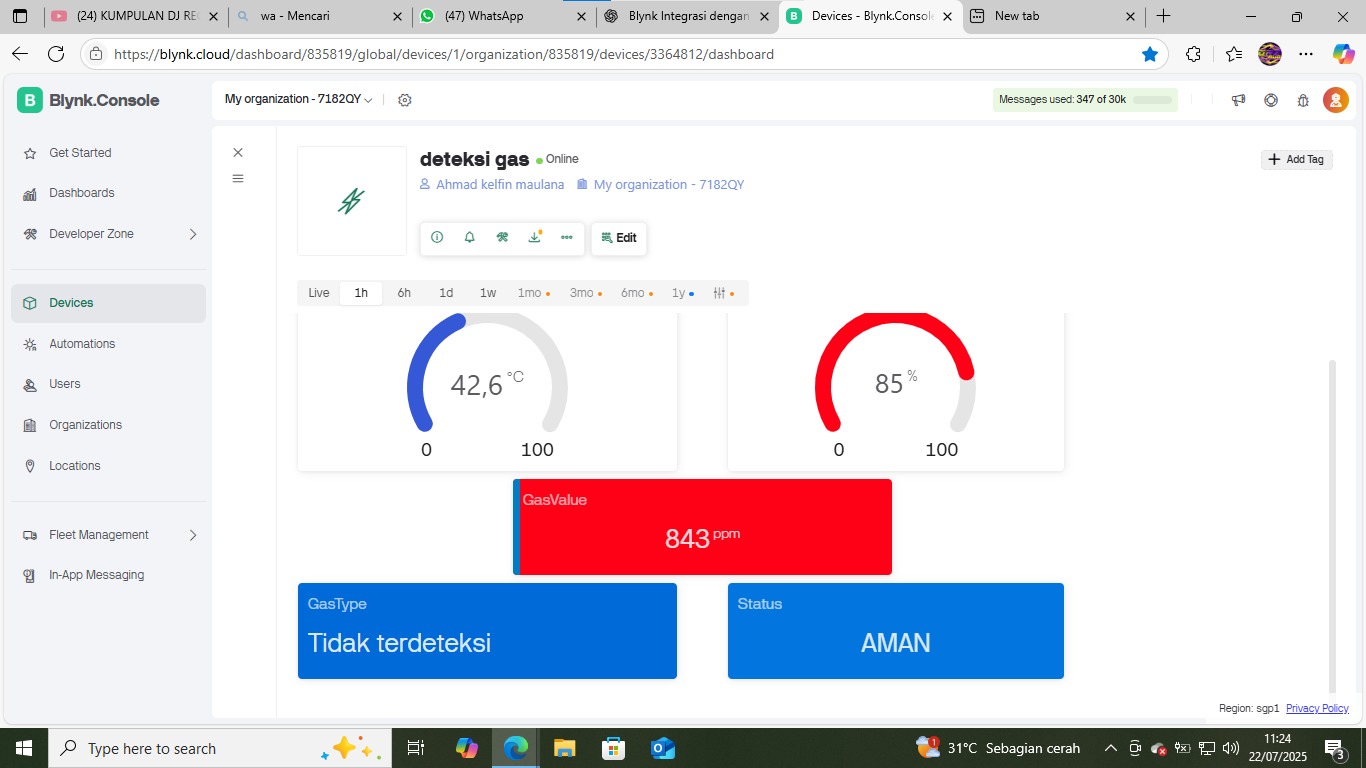 (24) KUMPULAN DJ REC
wa - Mencari
(47) WhatsApp
Blynk Integrasi dengan
Devices - Blynk.Console
New tab
https://blynk.cloud/dashboard/835819/global/devices/1/organization/835819/devices/3364812/dashboard
B Blynk.Console
My organization - 7182QY
Messages used: 347 of 30k
Get Started
Dashboards
Developer Zone
Devices
Automations
Users
Organizations
Locations
Fleet Management
In-App Messaging
deteksi gas Online
Ahmad kelfin maulana My organization - 7182QY
Add Tag
Edit
Live 1h 6h 1d 1w 1mo 3mo 6mo 1y
42,6 °C
0 100
85 %
0 100
GasValue
843 ppm
GasType
Tidak terdeteksi
Status
AMAN
Region: sgp1 Privacy Policy
Type here to search
1
31°C Sebagian cerah
11:24
22/07/2025
3